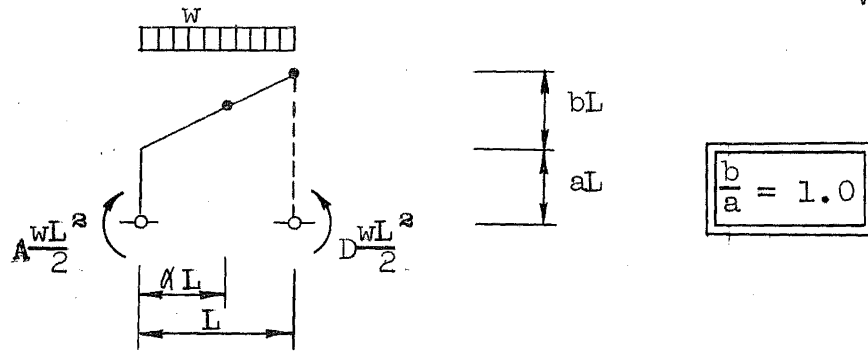 w
bL
aL
b/a = 1.0
A wL²/2
D wL²/2
αL
L